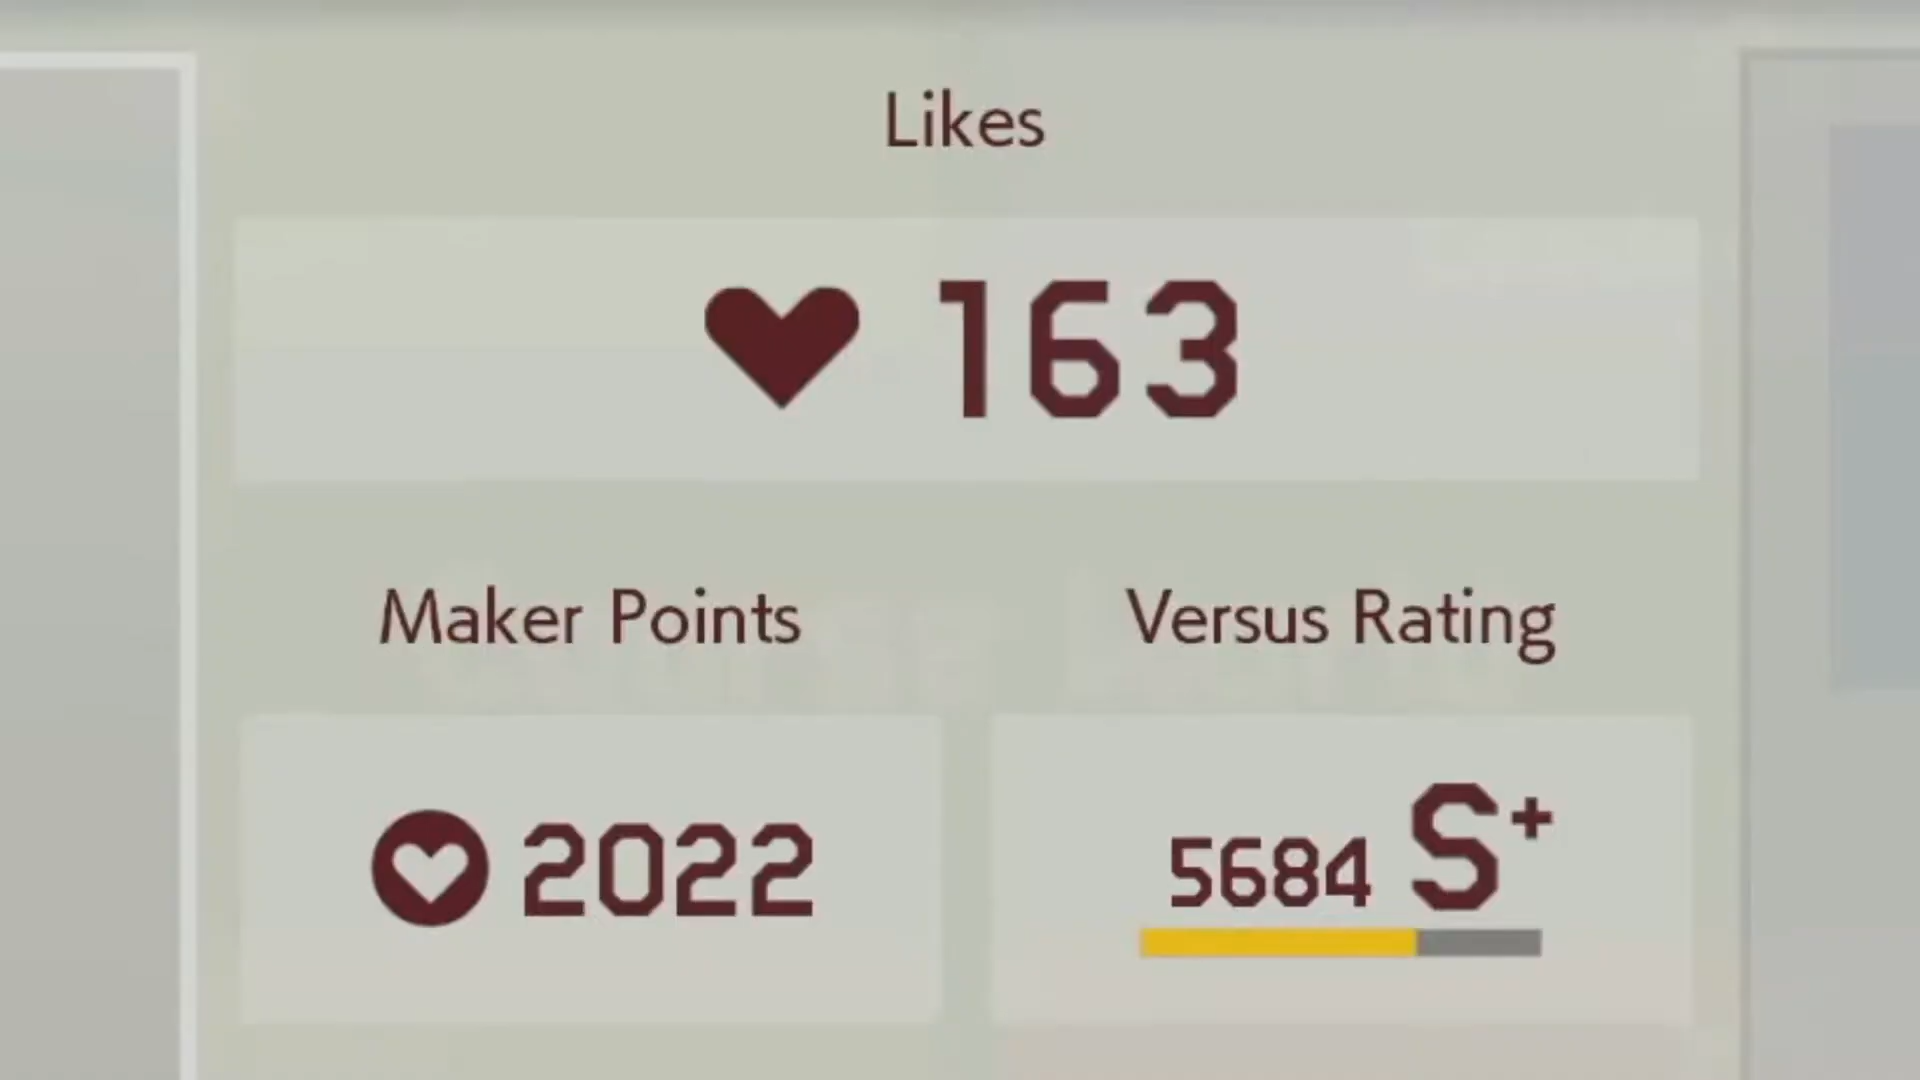 Likes
163
Maker Points
Versus Rating
2022
5684 S+